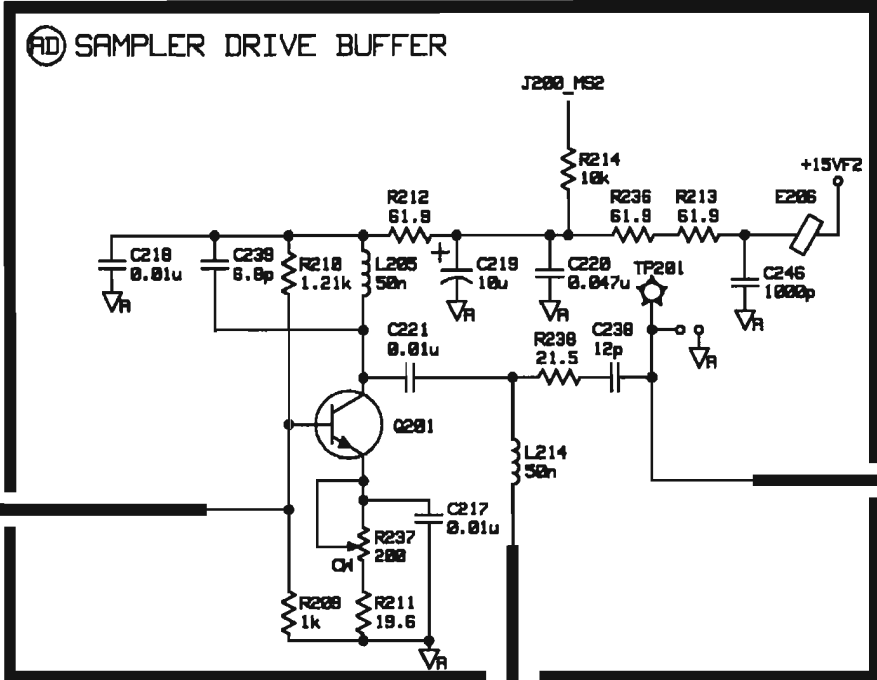 AD SAMPLER DRIVE BUFFER
J200_MS2
R214
10k
+15VF2
R212
61.9
R236
61.9
R213
61.9
E206
C218
0.01u
C239
6.8p
R210
1.21k
L205
50n
+
C219
10u
C220
0.047u
TP201
C246
1000p
A
A
A
A
C221
0.01u
R238
21.5
C238
12p
A
Q201
L214
50n
C217
0.01u
R237
200
CW
R209
1k
R211
19.6
A